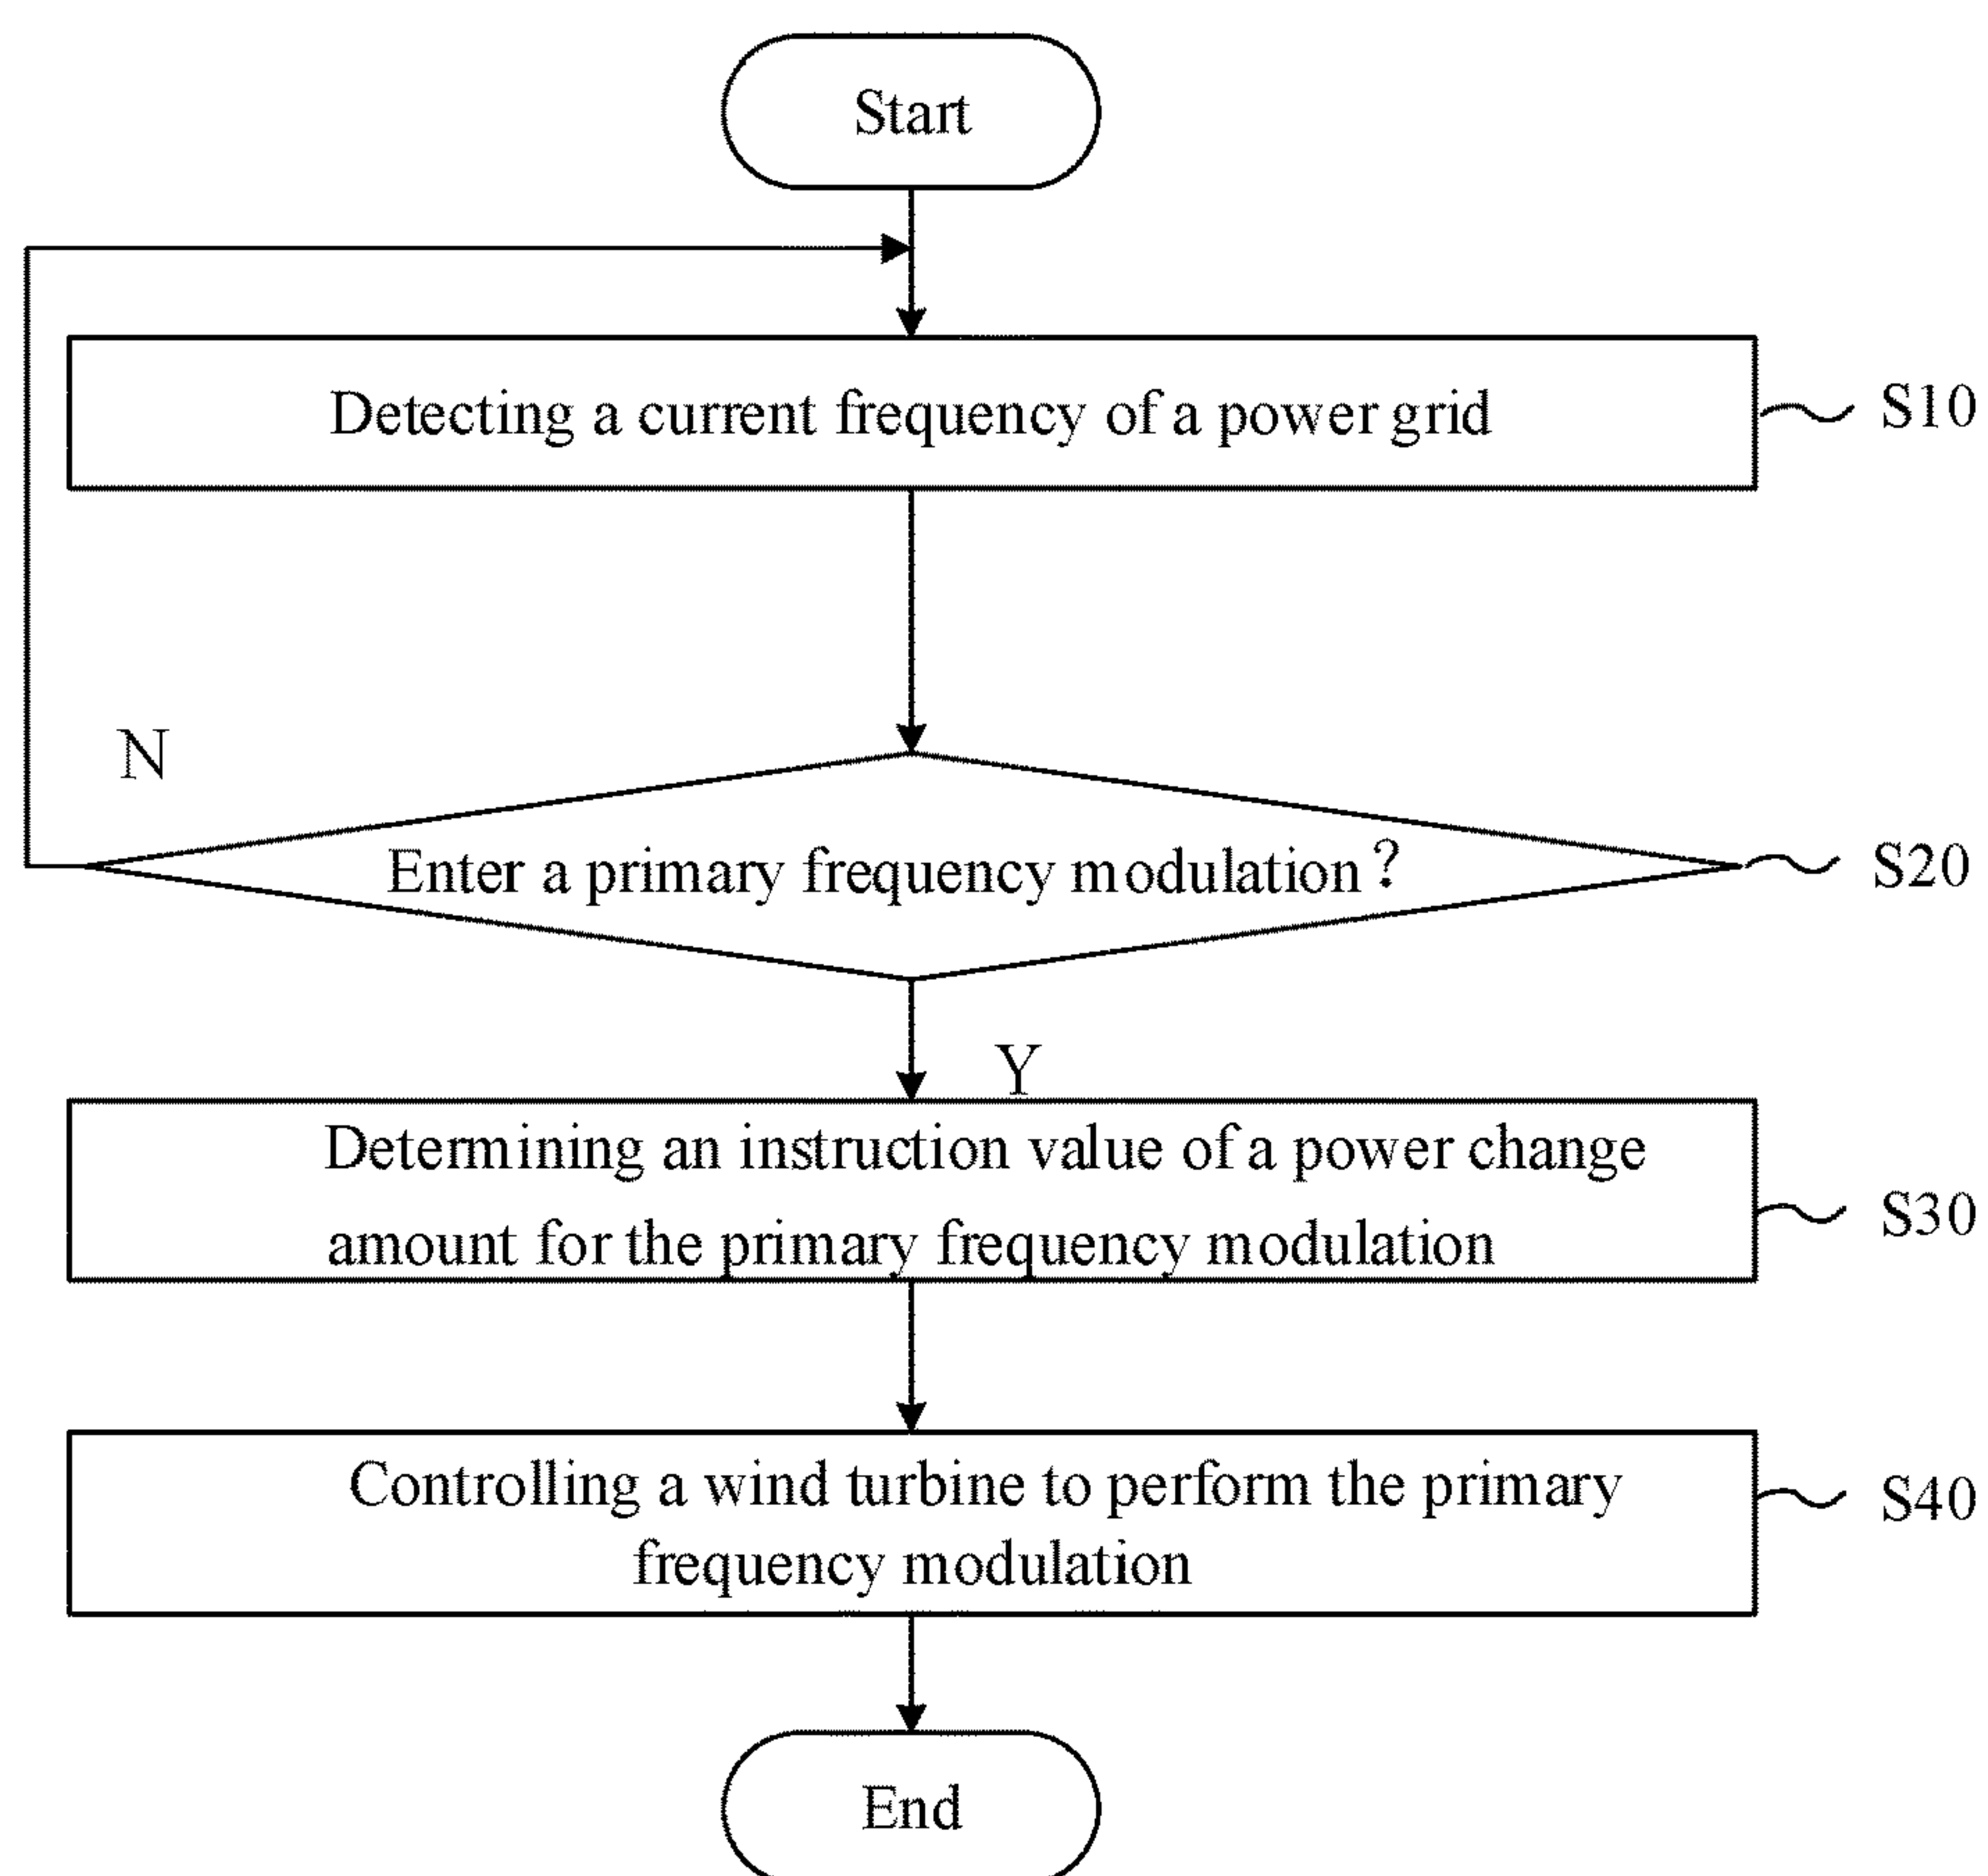 Start
Detecting a current frequency of a power grid
S10
N
Enter a primary frequency modulation?
S20
Y
Determining an instruction value of a power change
amount for the primary frequency modulation
S30
Controlling a wind turbine to perform the primary
frequency modulation
S40
End